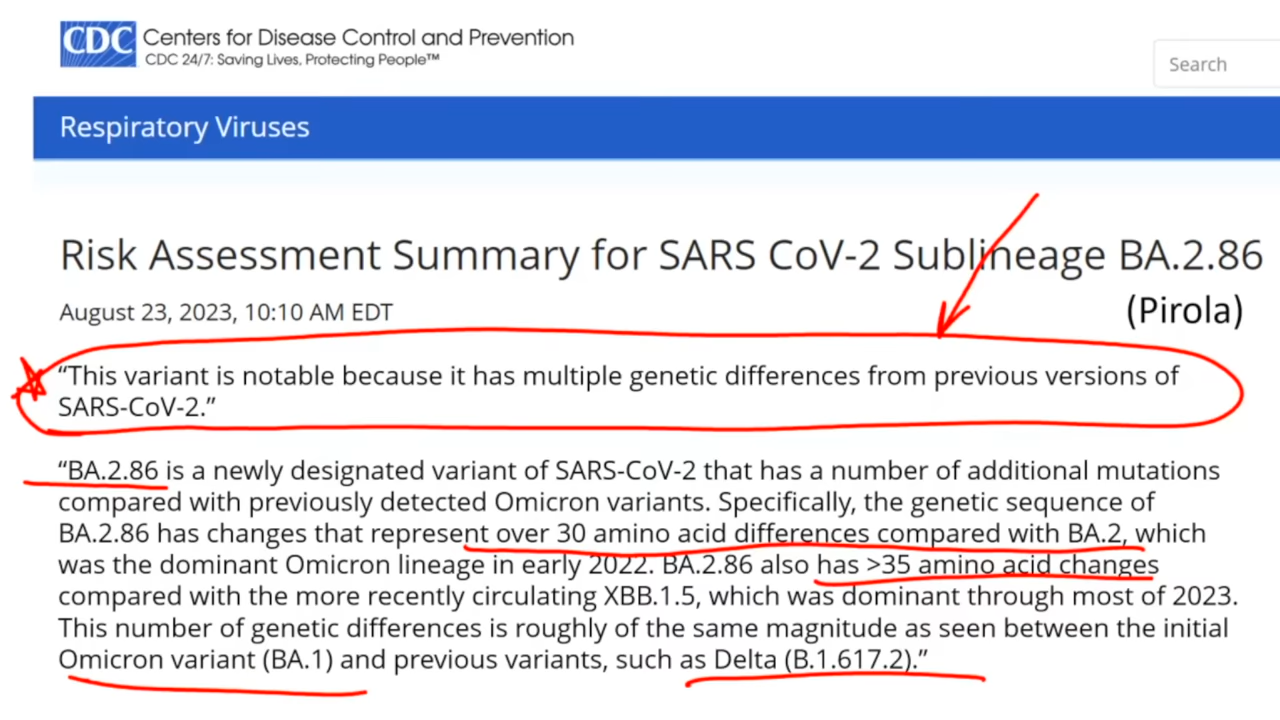 CDC Centers for Disease Control and Prevention
CDC 24/7: Saving Lives, Protecting People™
Search
Respiratory Viruses
Risk Assessment Summary for SARS CoV-2 Sublineage BA.2.86
August 23, 2023, 10:10 AM EDT
(Pirola)
“This variant is notable because it has multiple genetic differences from previous versions of
SARS-CoV-2.”
“BA.2.86 is a newly designated variant of SARS-CoV-2 that has a number of additional mutations
compared with previously detected Omicron variants. Specifically, the genetic sequence of
BA.2.86 has changes that represent over 30 amino acid differences compared with BA.2, which
was the dominant Omicron lineage in early 2022. BA.2.86 also has >35 amino acid changes
compared with the more recently circulating XBB.1.5, which was dominant through most of 2023.
This number of genetic differences is roughly of the same magnitude as seen between the initial
Omicron variant (BA.1) and previous variants, such as Delta (B.1.617.2).”